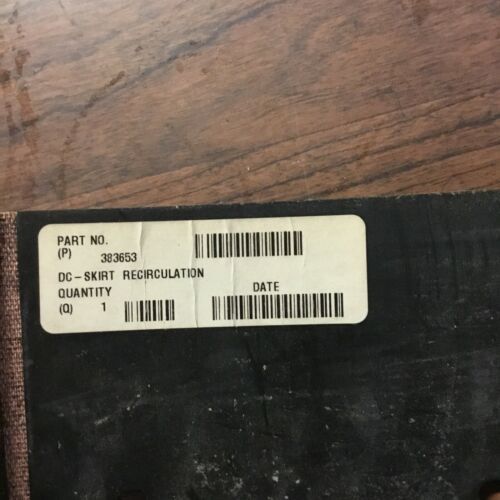 PART NO.
(P) 383653
DC-SKIRT RECIRCULATION
QUANTITY DATE
(Q) 1